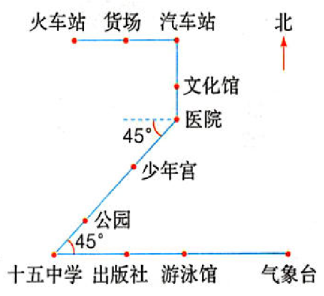 火车站 货场 汽车站 北
文化馆
医院
45°
少年宫
公园
45°
十五中学 出版社 游泳馆 气象台